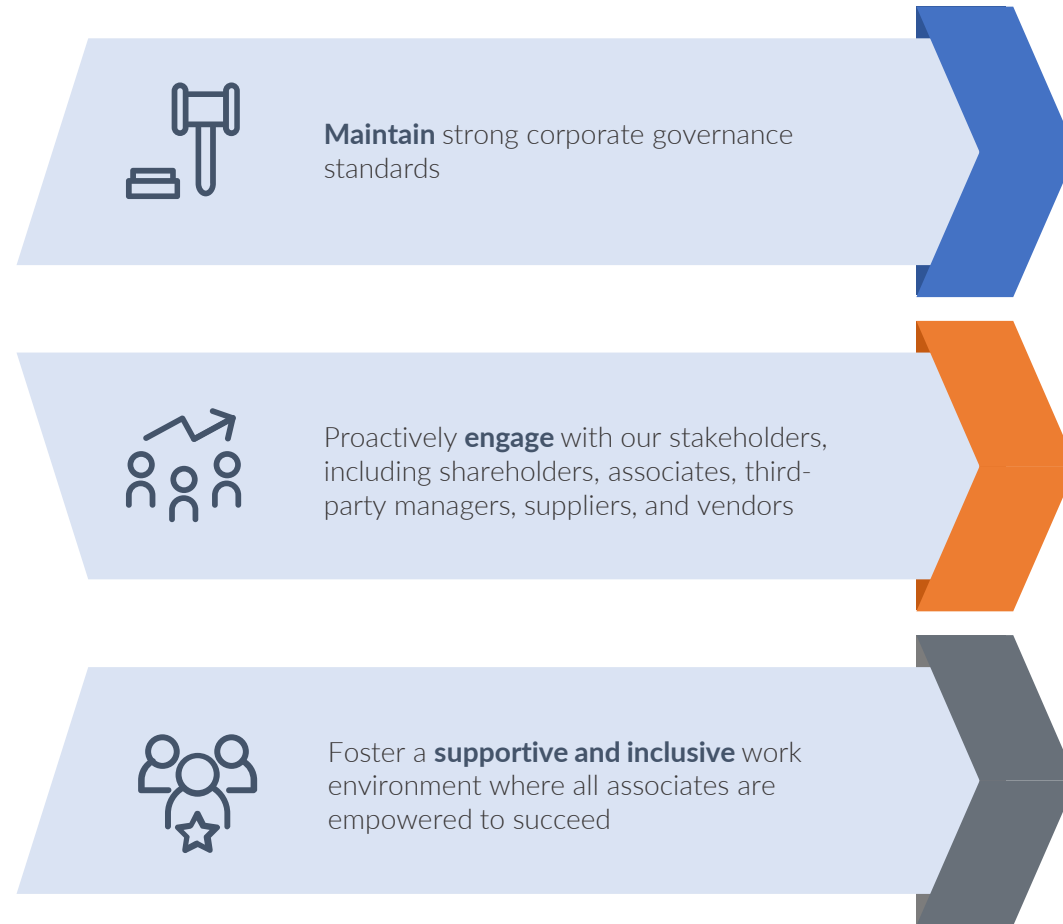 Maintain strong corporate governance
standards
Proactively engage with our stakeholders,
including shareholders, associates, third-
party managers, suppliers, and vendors
Foster a supportive and inclusive work
environment where all associates are
empowered to succeed